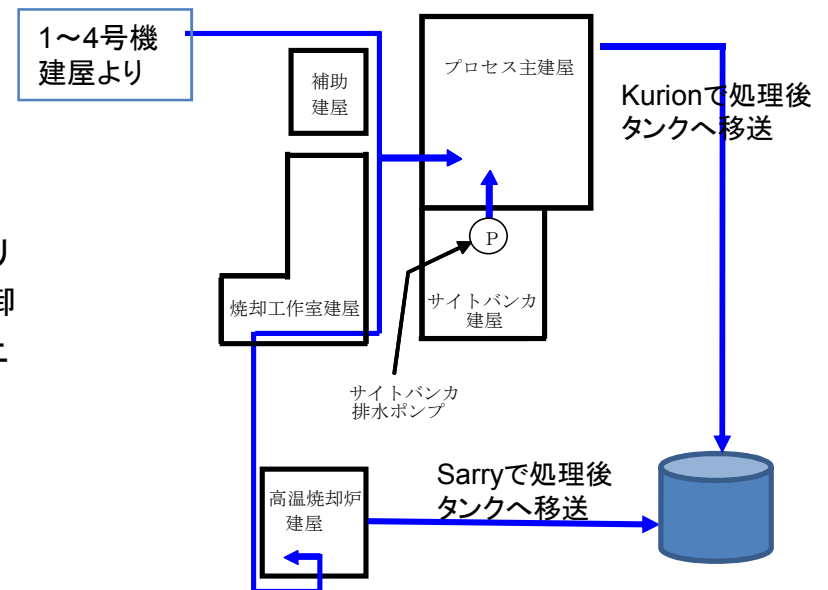 1～4号機
建屋より
補助
建屋
プロセス主建屋
Kurionで処理後
タンクへ移送
P
リ
卸
エ
焼却工作室建屋
サイトバンカ
建屋
サイトバンカ
排水ポンプ
高温焼却炉
建屋
Sarryで処理後
タンクへ移送